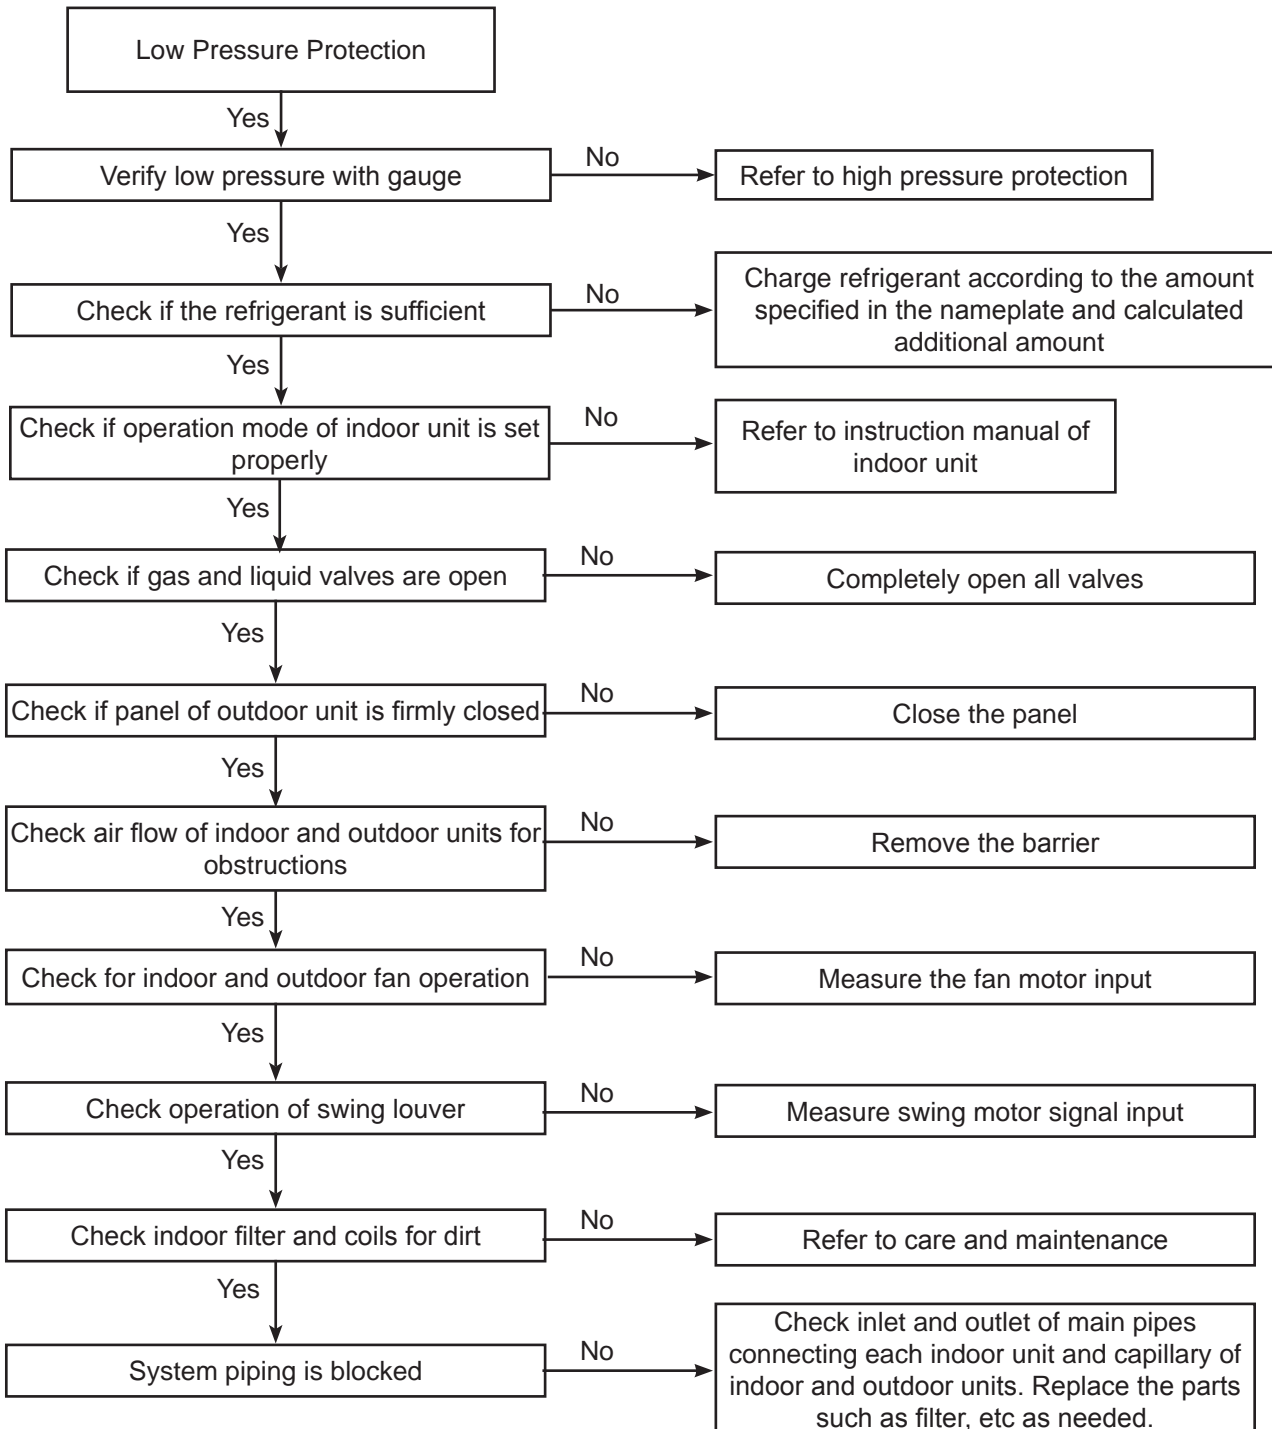 Low Pressure Protection
Yes
Verify low pressure with gauge
No
Refer to high pressure protection
Yes
Check if the refrigerant is sufficient
No
Charge refrigerant according to the amount
specified in the nameplate and calculated
additional amount
Yes
Check if operation mode of indoor unit is set
properly
No
Refer to instruction manual of
indoor unit
Yes
Check if gas and liquid valves are open
No
Completely open all valves
Yes
Check if panel of outdoor unit is firmly closed
No
Close the panel
Yes
Check air flow of indoor and outdoor units for
obstructions
No
Remove the barrier
Yes
Check for indoor and outdoor fan operation
No
Measure the fan motor input
Yes
Check operation of swing louver
No
Measure swing motor signal input
Yes
Check indoor filter and coils for dirt
No
Refer to care and maintenance
Yes
System piping is blocked
No
Check inlet and outlet of main pipes
connecting each indoor unit and capillary of
indoor and outdoor units. Replace the parts
such as filter, etc as needed.